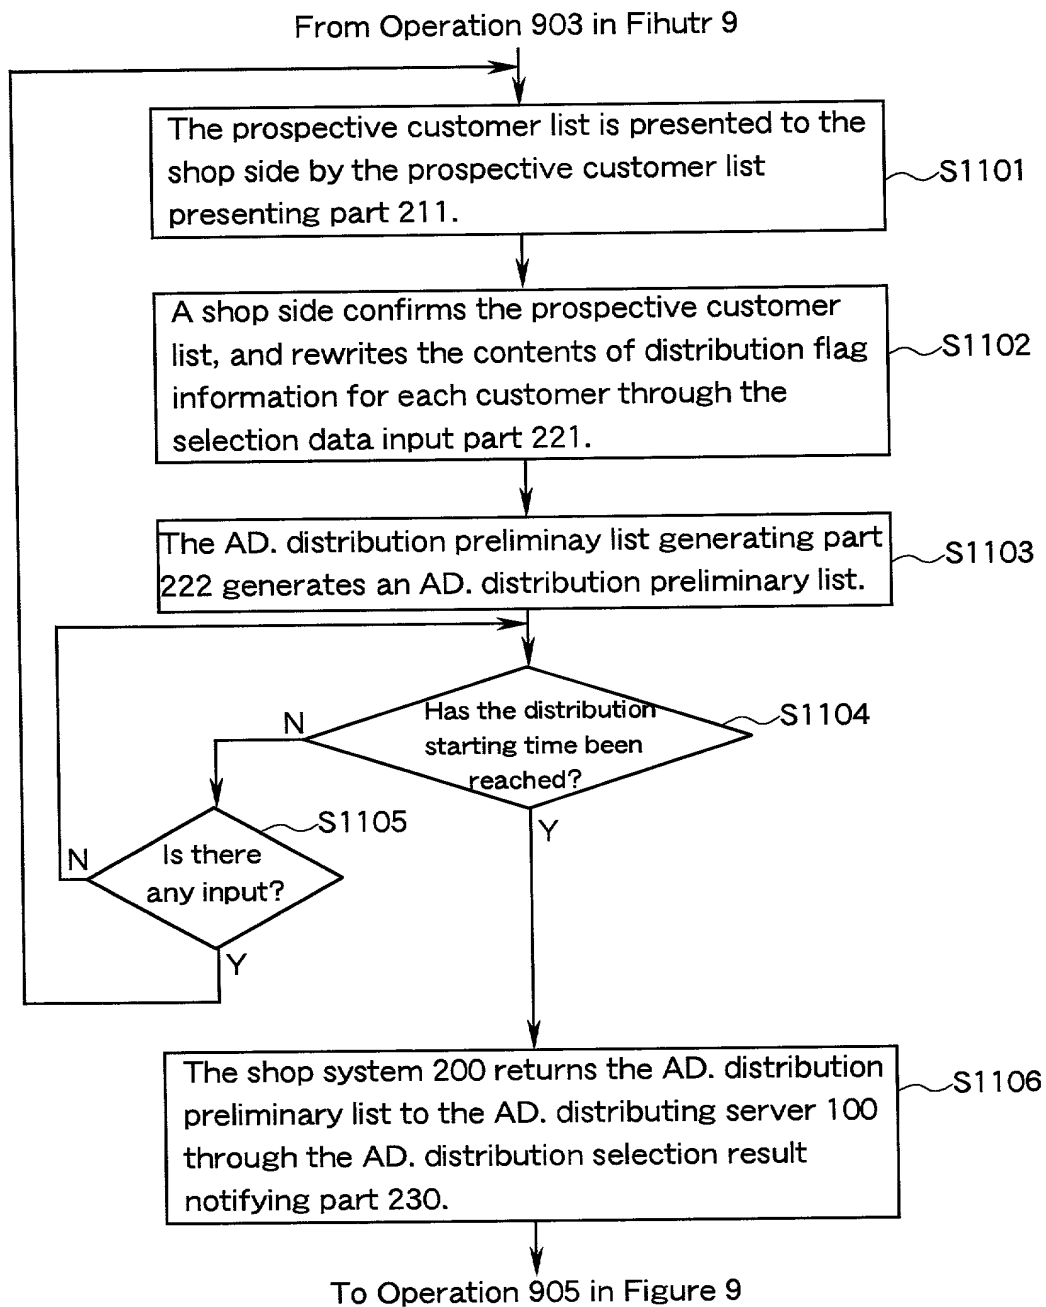 From Operation 903 in Fihutr 9
The prospective customer list is presented to the
shop side by the prospective customer list
presenting part 211.
S1101
A shop side confirms the prospective customer
list, and rewrites the contents of distribution flag
information for each customer through the
selection data input part 221.
S1102
The AD. distribution preliminay list generating part
222 generates an AD. distribution preliminary list.
S1103
Has the distribution
starting time been
reached?
S1104
N
Y
Is there
any input?
S1105
N
Y
The shop system 200 returns the AD. distribution
preliminary list to the AD. distributing server 100
through the AD. distribution selection result
notifying part 230.
S1106
To Operation 905 in Figure 9